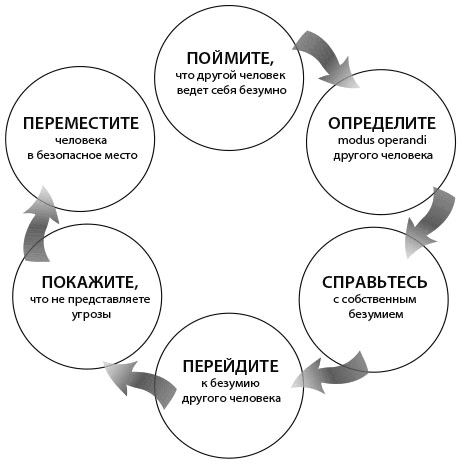 ПОЙМИТЕ,
что другой человек
ведет себя безумно
ОПРЕДЕЛИТЕ
modus operandi
другого человека
СПРАВЬТЕСЬ
с собственным
безумием
ПЕРЕЙДИТЕ
к безумию
другого человека
ПОКАЖИТЕ,
что не представляете
угрозы
ПЕРЕМЕСТИТЕ
человека
в безопасное место